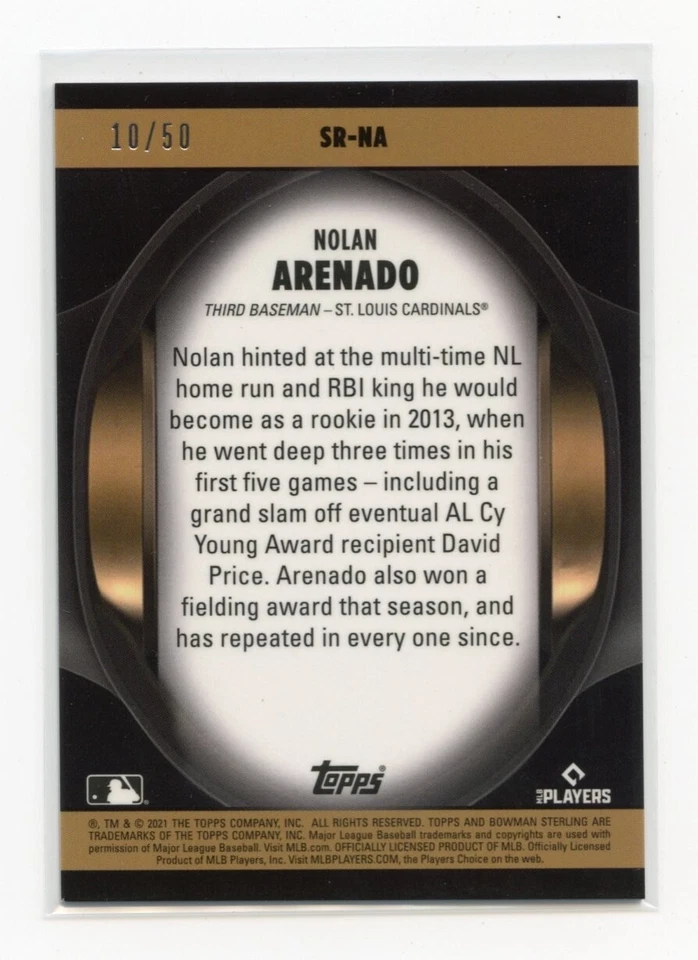 10/50 SR-NA
NOLAN
ARENADO
THIRD BASEMAN – ST. LOUIS CARDINALS®
Nolan hinted at the multi-time NL
home run and RBI king he would
become as a rookie in 2013, when
he went deep three times in his
first five games – including a
grand slam off eventual AL Cy
Young Award recipient David
Price. Arenado also won a
fielding award that season, and
has repeated in every one since.
Topps®
MLB PLAYERS
®, TM & © 2021 THE TOPPS COMPANY, INC. ALL RIGHTS RESERVED. TOPPS AND BOWMAN STERLING ARE
TRADEMARKS OF THE TOPPS COMPANY, INC. Major League Baseball trademarks and copyrights are used with
permission of Major League Baseball. Visit MLB.com. OFFICIALLY LICENSED PRODUCT OF MLB. Officially Licensed
Product of MLB Players, Inc. Visit MLBPLAYERS.COM, the Players Choice on the web.